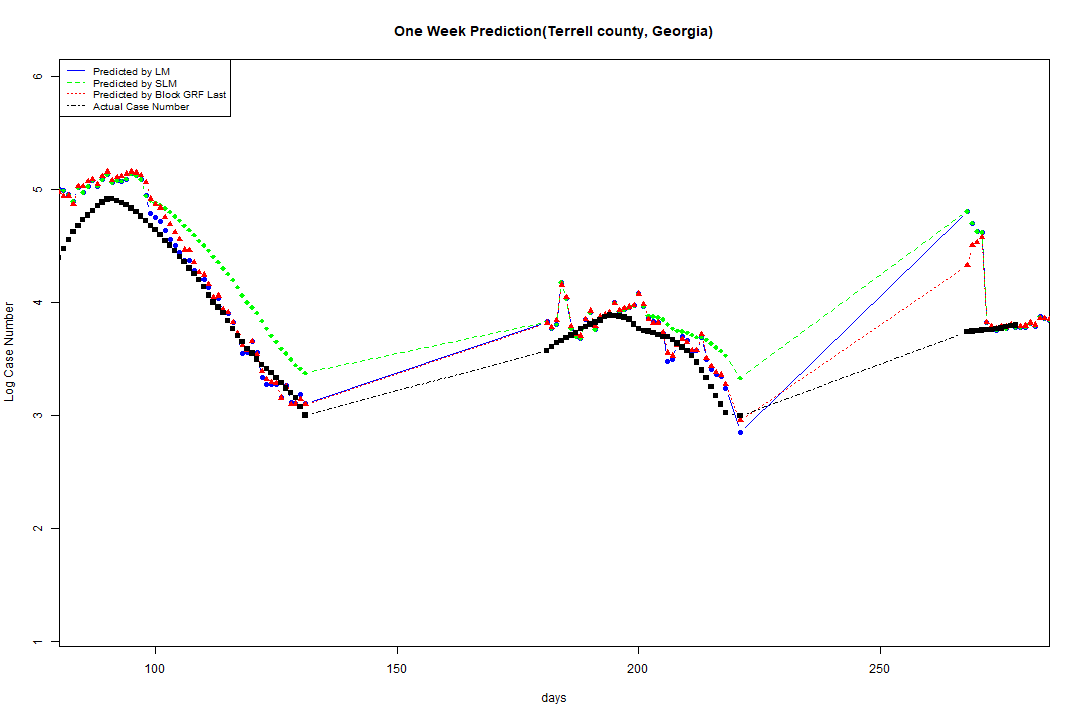 One Week Prediction(Terrell county, Georgia)
Predicted by LM
Predicted by SLM
Predicted by Block GRF Last
Actual Case Number
6
5
4
3
2
1
Log Case Number
100 150 200 250
days